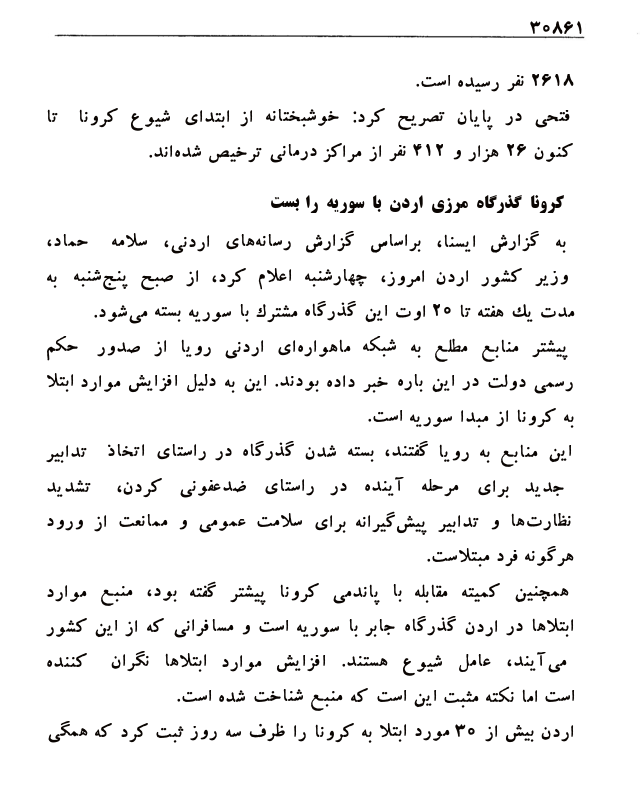 ۳۰۸۶۱
۲۶۱۸ نفر رسیده است.
فتحی در پایان تصریح کرد: خوشبختانه از ابتدای شیوع کرونا تا
کنون ۲۶ هزار و ۴۱۲ نفر از مراکز درمانی ترخیص شده‌اند.
کرونا گذرگاه مرزی اردن با سوریه را بست
به گزارش ایسنا، براساس گزارش رسانه‌های اردنی، سلامه حماد،
وزیر کشور اردن امروز، چهارشنبه اعلام کرد، از صبح پنج‌شنبه به
مدت یك هفته تا ۲۰ اوت این گذرگاه مشترك با سوریه بسته می‌شود.
پیشتر منابع مطلع به شبکه ماهواره‌ای اردنی رویا از صدور حکم
رسمی دولت در این باره خبر داده بودند. این به دلیل افزایش موارد ابتلا
به کرونا از مبدا سوریه است.
این منابع به رویا گفتند، بسته شدن گذرگاه در راستای اتخاذ تدابیر
جدید برای مرحله آینده در راستای ضدعفونی کردن، تشدید
نظارت‌ها و تدابیر پیش‌گیرانه برای سلامت عمومی و ممانعت از ورود
هرگونه فرد مبتلاست.
همچنین کمیته مقابله با پاندمی کرونا پیشتر گفته بود، منبع موارد
ابتلاها در اردن گذرگاه جابر با سوریه است و مسافرانی که از این کشور
می‌آیند، عامل شیوع هستند. افزایش موارد ابتلاها نگران کننده
است اما نکته مثبت این است که منبع شناخت شده است.
اردن بیش از ۳۰ مورد ابتلا به کرونا را ظرف سه روز ثبت کرد که همگی